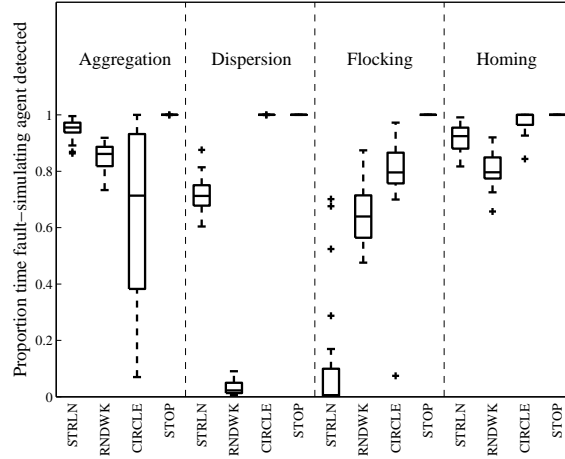 Aggregation Dispersion Flocking Homing
Proportion time fault−simulating agent detected
1
0.8
0.6
0.4
0.2
0
STRLN RNDWK CIRCLE STOP STRLN RNDWK CIRCLE STOP STRLN RNDWK CIRCLE STOP STRLN RNDWK CIRCLE STOP